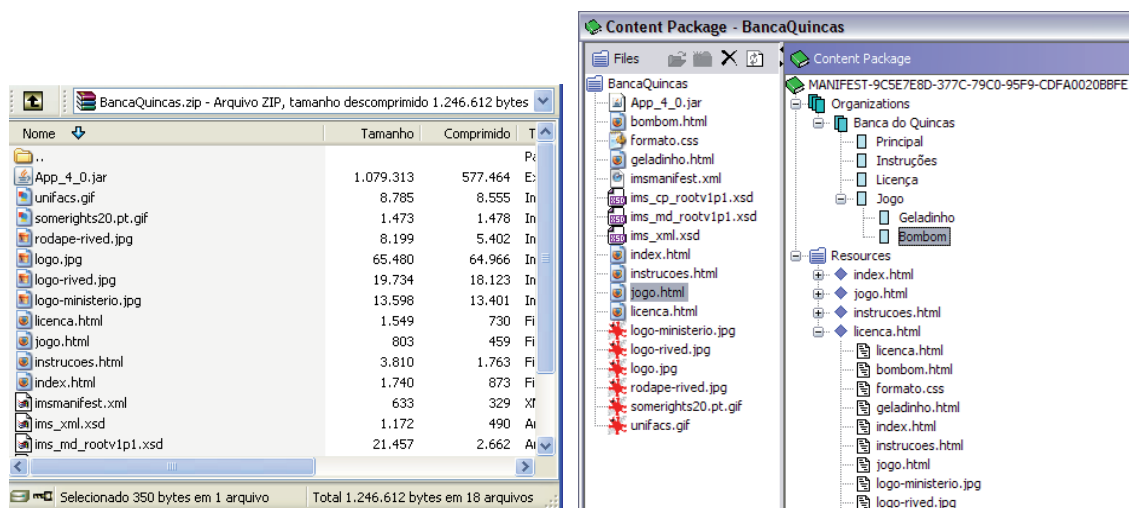 BancaQuincas.zip - Arquivo ZIP, tamanho descomprimido 1.246.612 bytes
Nome Tamanho Comprimido T
.. Pa
App_4_0.jar 1.079.313 577.464 E
unifacs.gif 8.785 8.555 In
somerights20.pt.gif 1.473 1.478 In
rodape-rived.jpg 8.199 5.402 In
logo.jpg 65.480 64.966 In
logo-rived.jpg 19.734 18.123 In
logo-ministerio.jpg 13.598 13.401 In
licenca.html 1.549 730 Fi
jogo.html 803 459 Fi
instrucoes.html 3.810 1.763 Fi
index.html 1.740 873 Fi
imsmanifest.xml 633 329 XI
ims_xml.xsd 1.172 490 A
ims_md_rootv1p1.xsd 21.457 2.662 A
Selecionado 350 bytes em 1 arquivo Total 1.246.612 bytes em 18 arquivos
Content Package - BancaQuincas
Files
BancaQuincas
App_4_0.jar
bombom.html
formato.css
geladinho.html
imsmanifest.xml
ims_cp_rootv1p1.xsd
ims_md_rootv1p1.xsd
ims_xml.xsd
index.html
instrucoes.html
jogo.html
licenca.html
logo-ministerio.jpg
logo-rived.jpg
logo.jpg
rodape-rived.jpg
somerights20.pt.gif
unifacs.gif
Content Package
MANIFEST-9C5E7E8D-377C-79C0-95F9-CDFA0020BBFE
Organizations
Banca do Quincas
Principal
Instruções
Licença
Jogo
Geladinho
Bombom
Resources
index.html
jogo.html
instrucoes.html
licenca.html
licenca.html
bombom.html
formato.css
geladinho.html
index.html
instrucoes.html
jogo.html
logo-ministerio.jpg
logo-rived.jpg